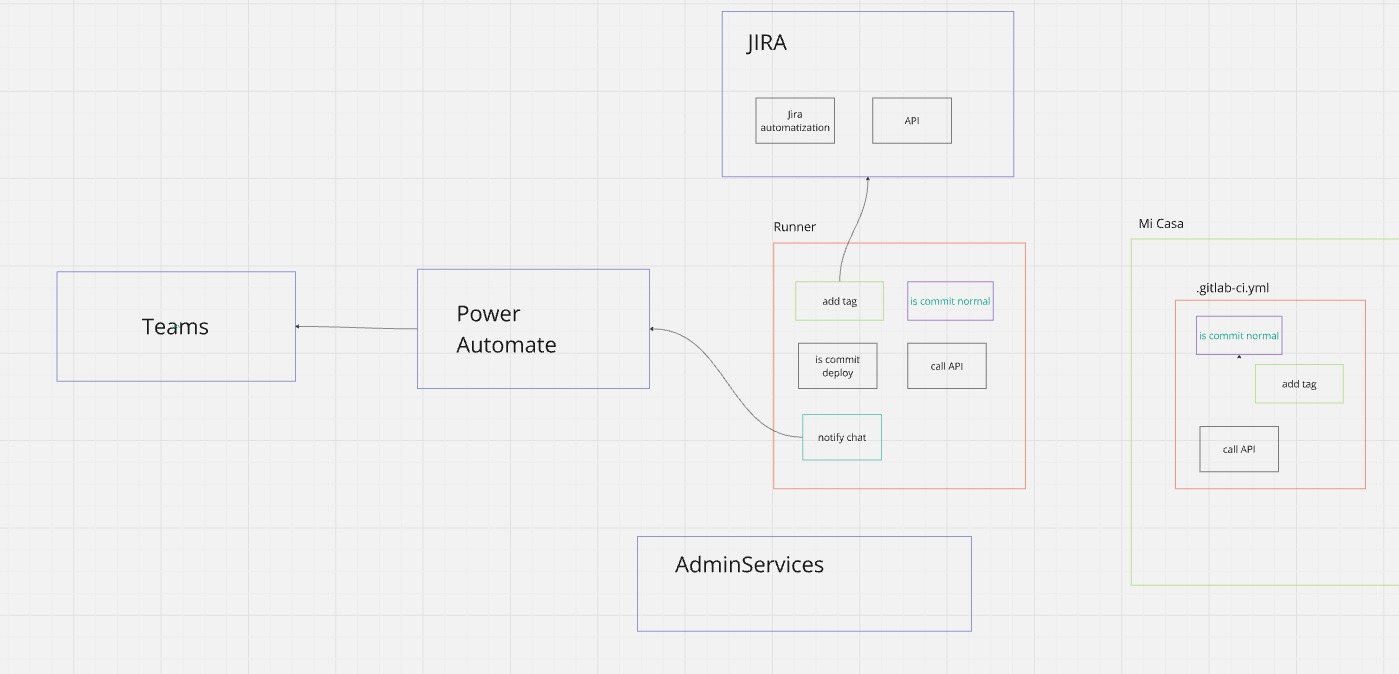 JIRA
Jira
automatization
API
Runner
add tag
is commit normal
is commit
deploy
call API
notify chat
Teams
Power
Automate
AdminServices
Mi Casa
.gitlab-ci.yml
is commit normal
add tag
call API